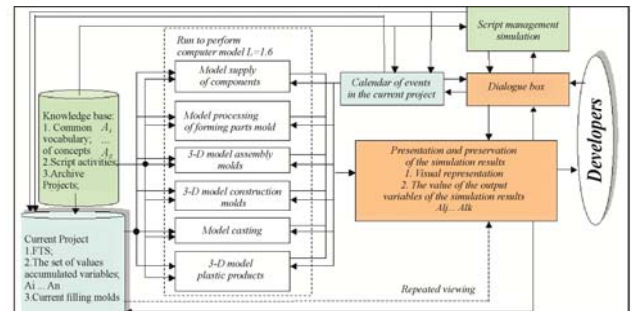 Script management
simulation
Run to perform
computer model L=1.6
Model supply
of components
Calendar of events
in the current project
Dialogue box
Knowledge base:
1. Common A1
vocabulary; ...
of concepts
2.Script activities;
3.Archive
Projects;
Model processing
of forming parts mold
3-D model assembly
molds
3-D model construction
molds
Model casting
3-D model
plastic products
Presentation and preservation
of the simulation results
1. Visual representation
2. The value of the output
variables of the simulation results
Alj... Alk
Developers
Current Project
1.FTS;
2.The set of values
accumulated variables;
Ai ... An
3.Current filling molds
Repeated viewing